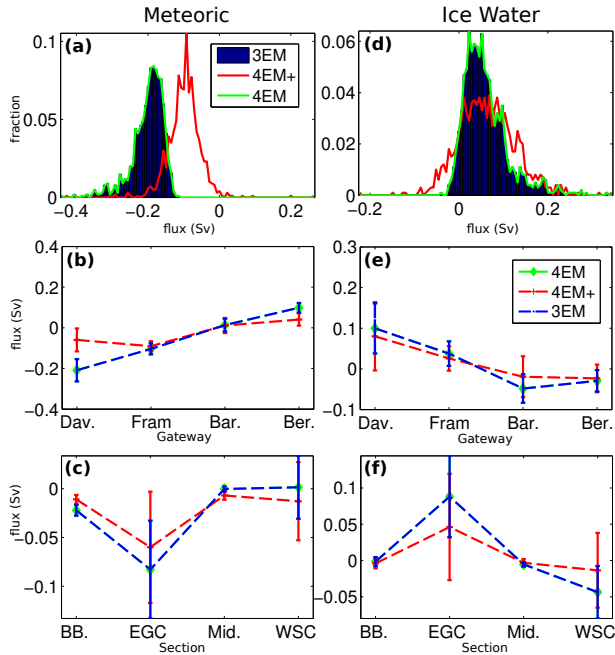 Meteoric
Ice Water
(a)
3EM
4EM+
4EM
0.1
0.05
0
fraction
−0.4 −0.2 0 0.2
flux (Sv)
(d)
0.06
0.04
0.02
0
−0.2 0 0.2
flux (Sv)
(b)
0.4
0.2
0
−0.2
−0.4
flux (Sv)
Dav. Fram Bar. Ber.
Gateway
(e)
4EM
4EM+
3EM
0.3
0.2
0.1
0
−0.1
Dav. Fram Bar. Ber.
Gateway
(c)
0
−0.05
−0.1
flux (Sv)
BB. EGC Mid. WSC
Section
(f)
0.1
0.05
0
−0.05
BB. EGC Mid. WSC
Section